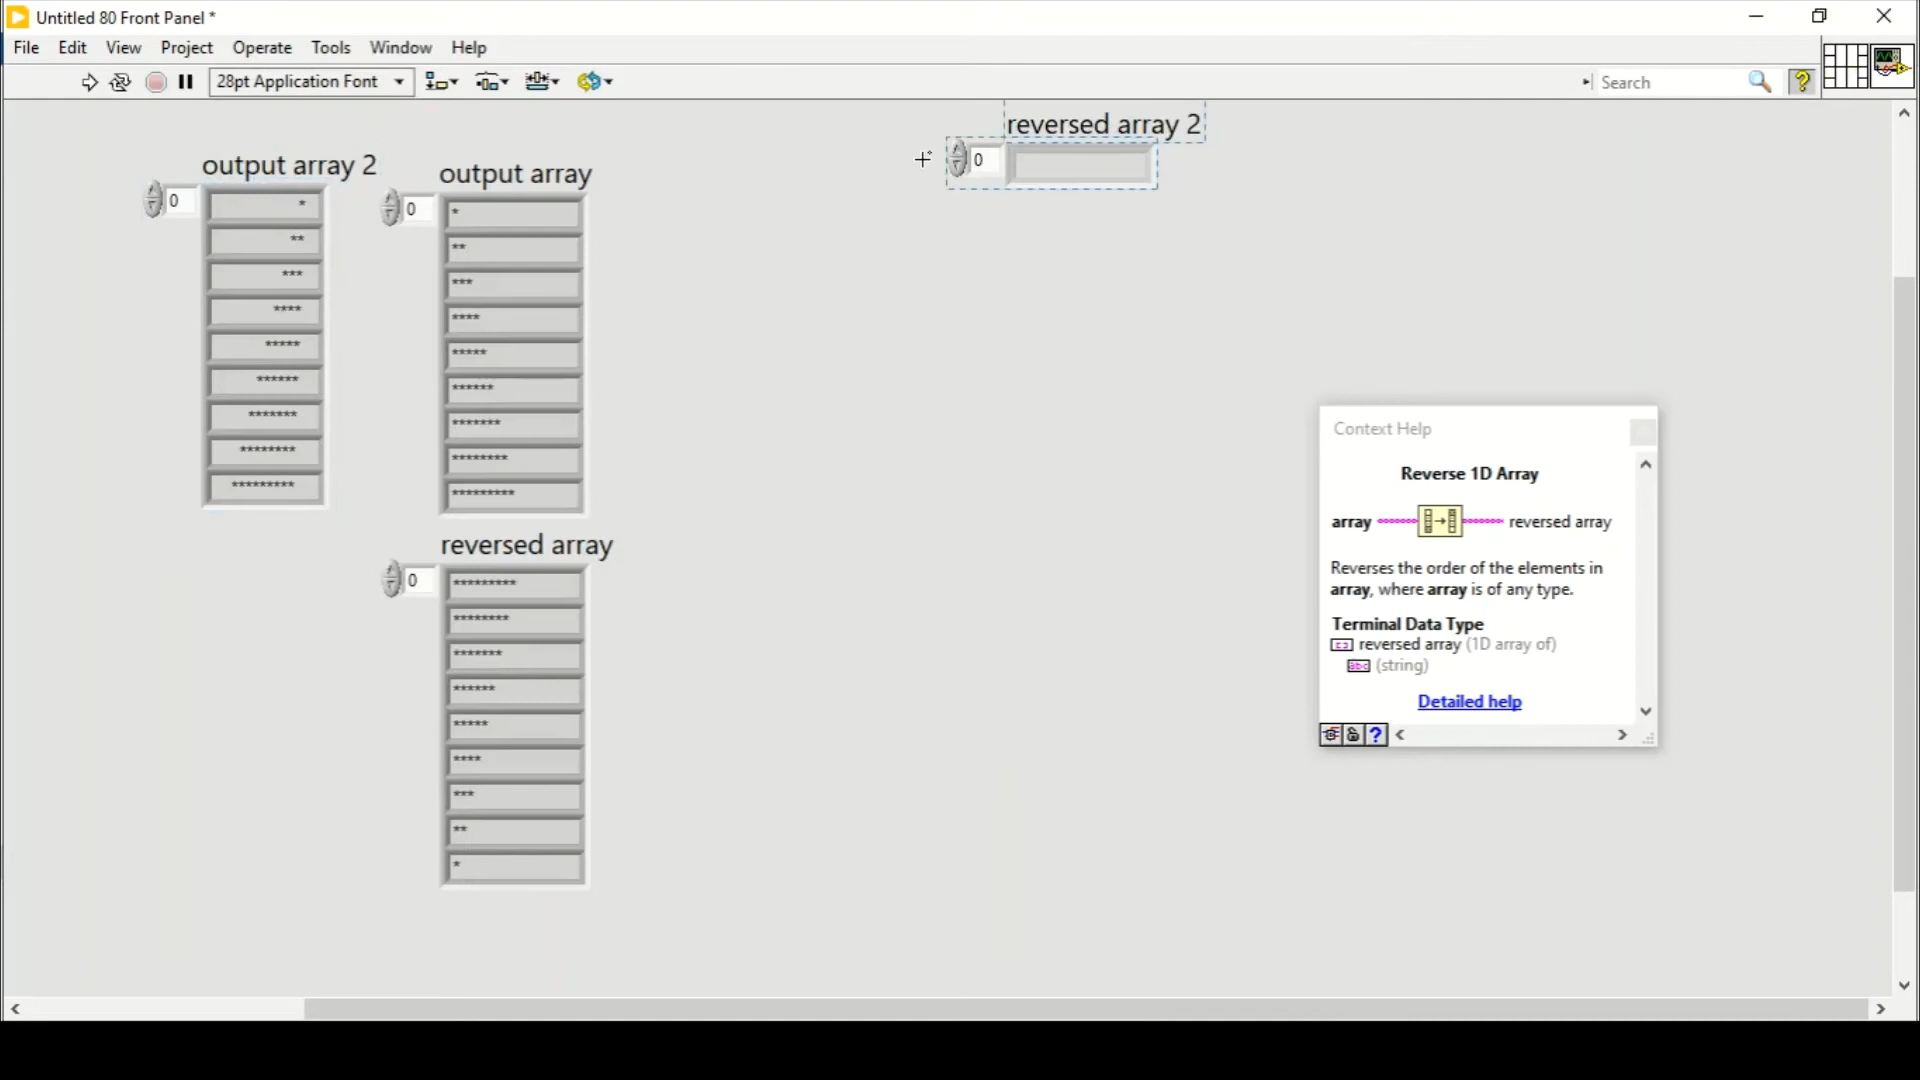 Untitled 80 Front Panel *
File Edit View Project Operate Tools Window Help
28pt Application Font
Search
reversed array 2
0
output array 2
0
*
**
***
****
*****
******
*******
********
*********
output array
0
*
**
***
****
*****
******
*******
********
*********
reversed array
0
*********
********
*******
******
*****
****
***
**
*
Context Help
Reverse 1D Array
array reversed array
Reverses the order of the elements in
array, where array is of any type.
Terminal Data Type
reversed array (1D array of)
abc (string)
Detailed help